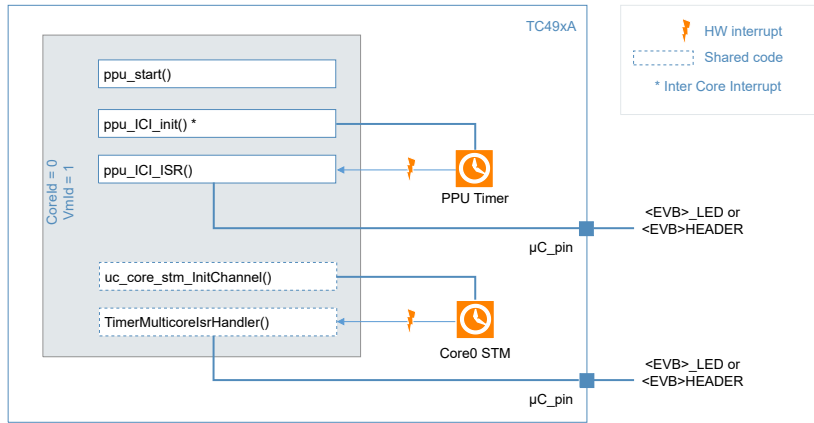 TC49xA
HW interrupt
Shared code
* Inter Core Interrupt
CoreId = 0
VmId = 1
ppu_start()
ppu_ICI_init() *
ppu_ICI_ISR()
PPU Timer
<EVB>_LED or
<EVB>HEADER
µC_pin
uc_core_stm_InitChannel()
TimerMulticoreIsrHandler()
Core0 STM
<EVB>_LED or
<EVB>HEADER
µC_pin